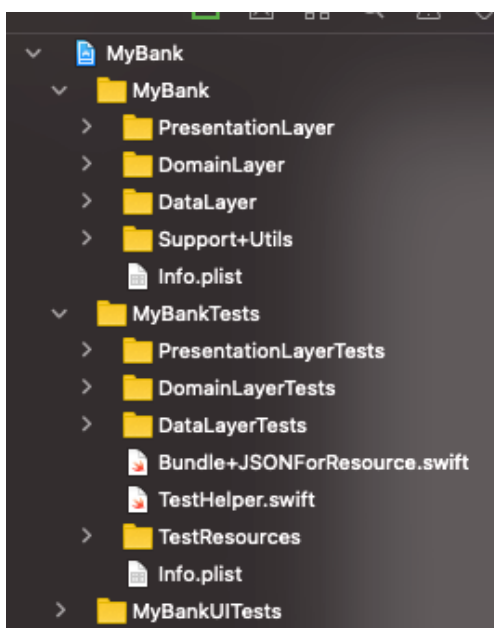 MyBank
MyBank
PresentationLayer
DomainLayer
DataLayer
Support+Utils
Info.plist
MyBankTests
PresentationLayerTests
DomainLayerTests
DataLayerTests
Bundle+JSONForResource.swift
TestHelper.swift
TestResources
Info.plist
MyBankUITests